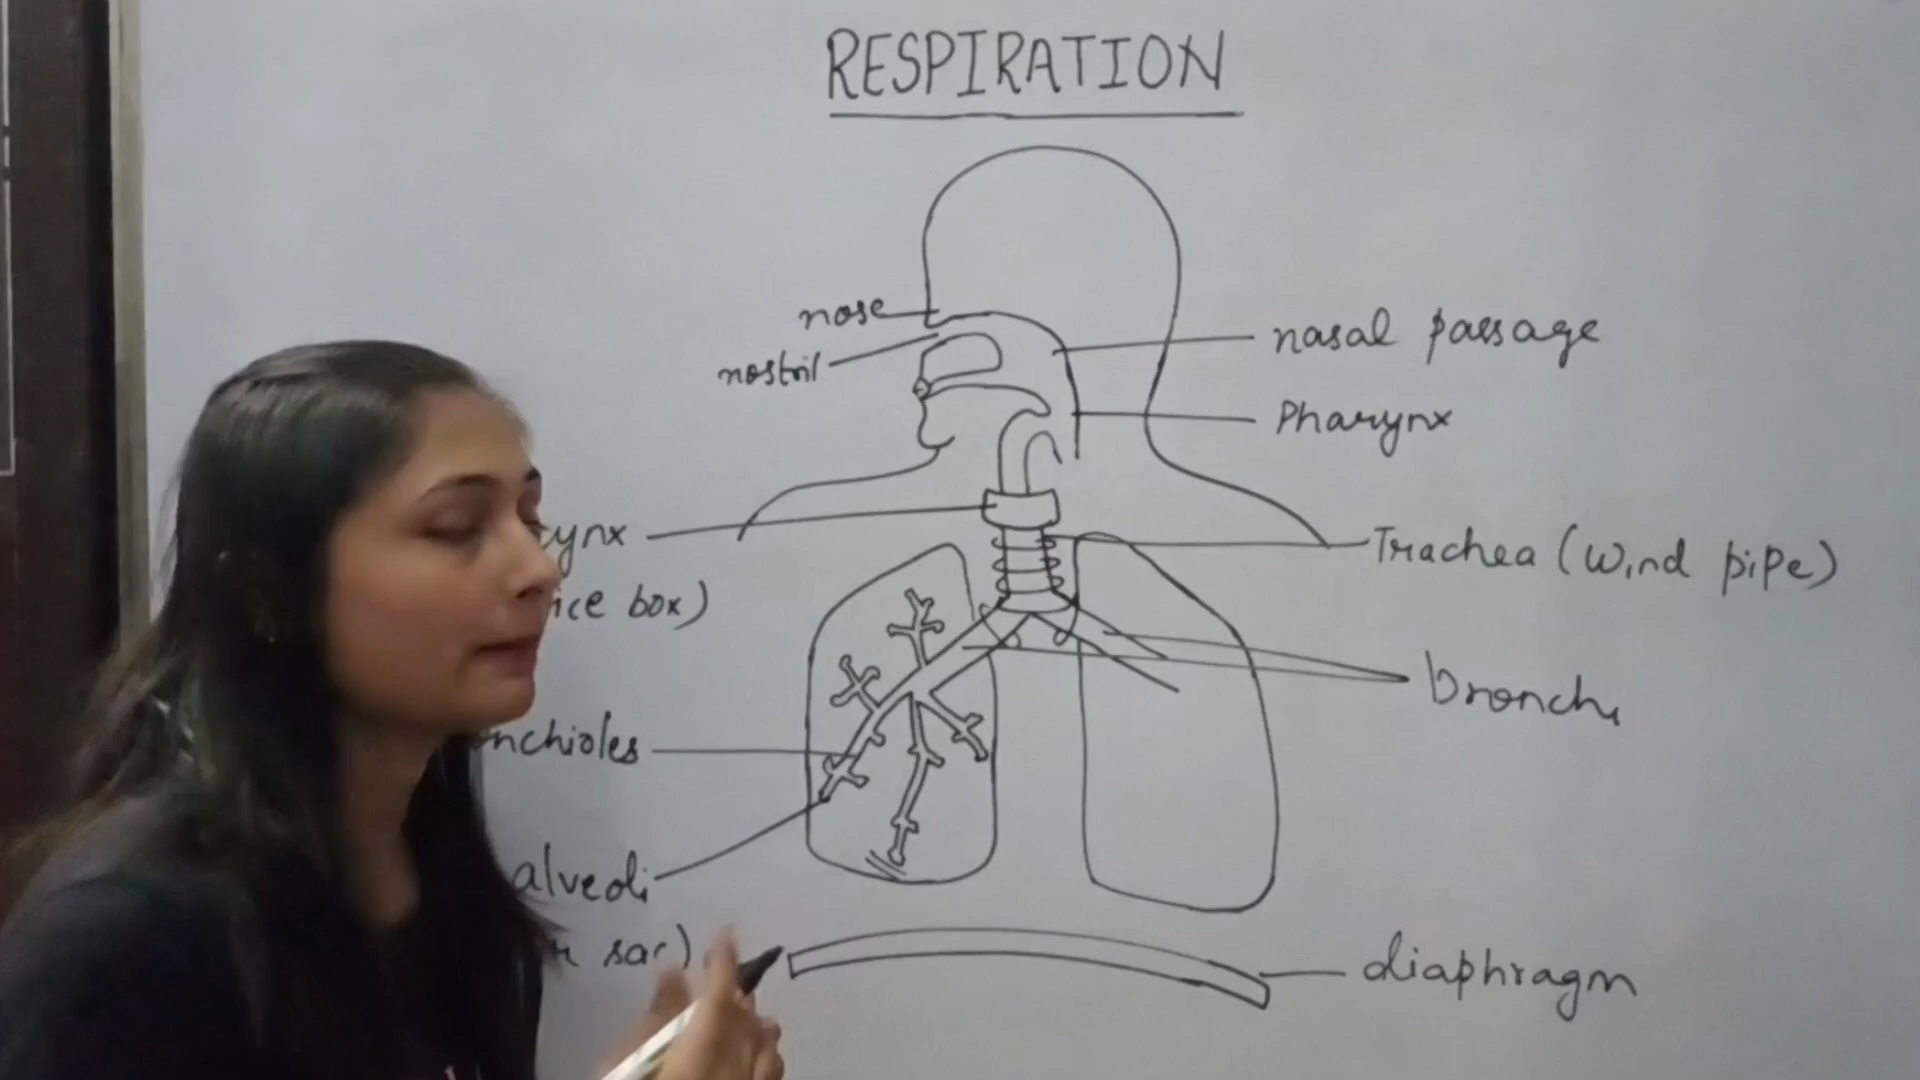 RESPIRATION
nose
nostril
nasal passage
Pharynx
ynx
ice box)
Trachea (wind pipe)
bronchi
nchioles
alveoli
sac)
diaphragm